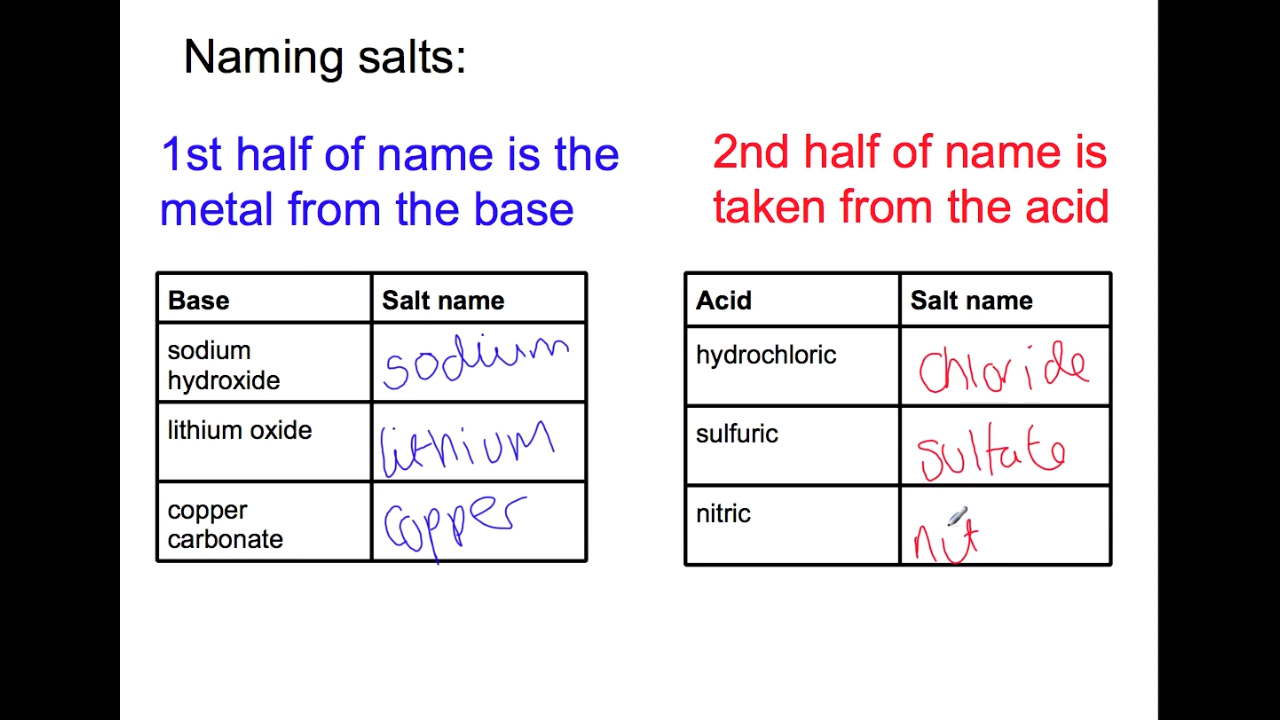 Naming salts:
1st half of name is the
metal from the base
2nd half of name is
taken from the acid
Base Salt name
sodium
hydroxide
sodium
lithium oxide
lithium
copper
carbonate
copper
Acid Salt name
hydrochloric
chloride
sulfuric
sulfate
nitric
nit